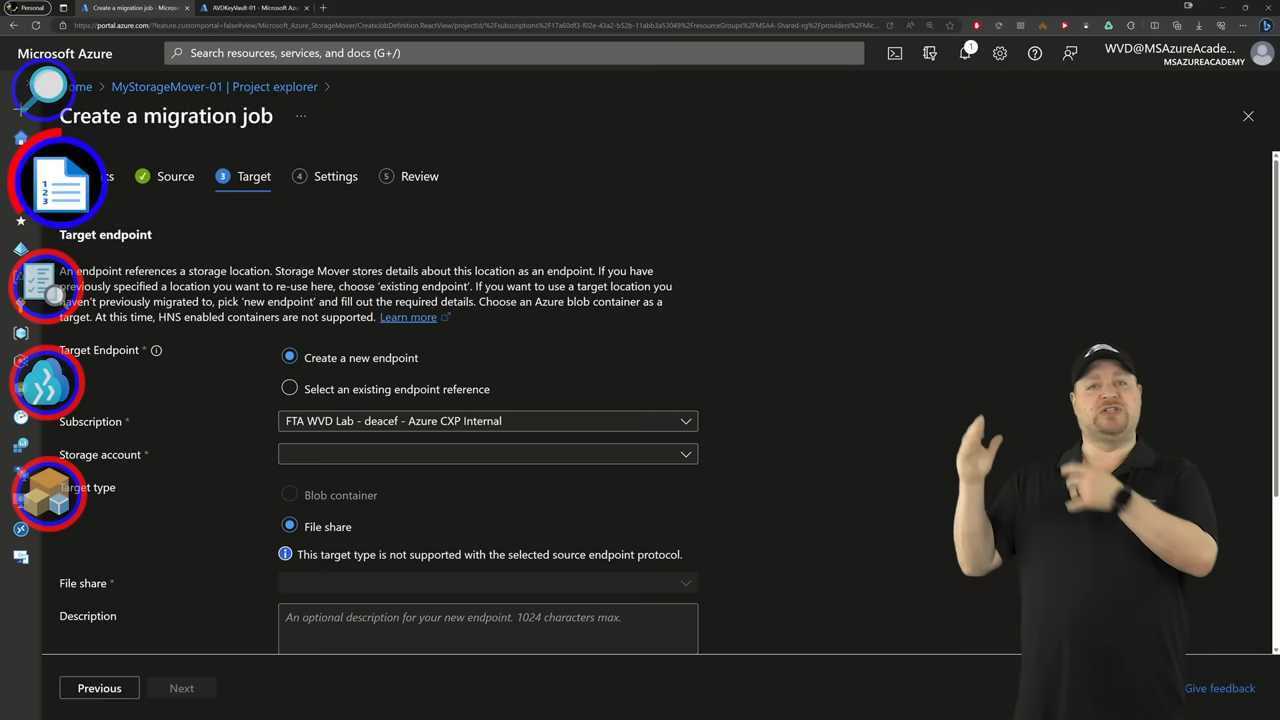 Personal
Create a migration job - Microsof
AVDKeyVault-01 - Microsoft Az
Microsoft Azure
Search resources, services, and docs (G+/)
1
WVD@MSAzureAcade...
MSAZUREACADEMY
ome > MyStorageMover-01 | Project explorer >
Create a migration job ...
cs
Source
3 Target
4 Settings
5 Review
1
2
3
Target endpoint
An endpoint references a storage location. Storage Mover stores details about this location as an endpoint. If you have
previously specified a location you want to re-use here, choose 'existing endpoint'. If you want to use a target location you
haven't previously migrated to, pick 'new endpoint' and fill out the required details. Choose an Azure blob container as a
target. At this time, HNS enabled containers are not supported. Learn more
Target Endpoint *
Create a new endpoint
Select an existing endpoint reference
Subscription *
FTA WVD Lab - deacef - Azure CXP Internal
Storage account *
Target type
Blob container
File share
This target type is not supported with the selected source endpoint protocol.
File share *
Description
An optional description for your new endpoint. 1024 characters max.
Previous
Next
Give feedback